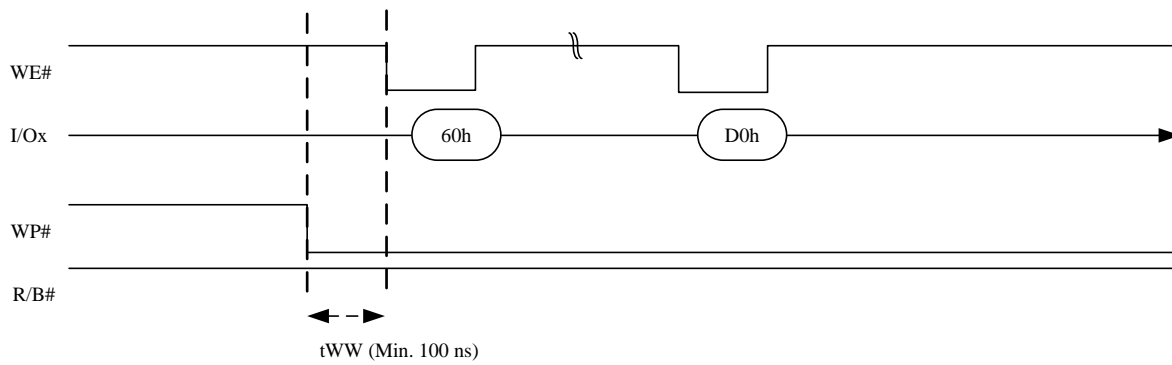 WE#
I/Ox
60h
D0h
WP#
R/B#
tWW (Min. 100 ns)